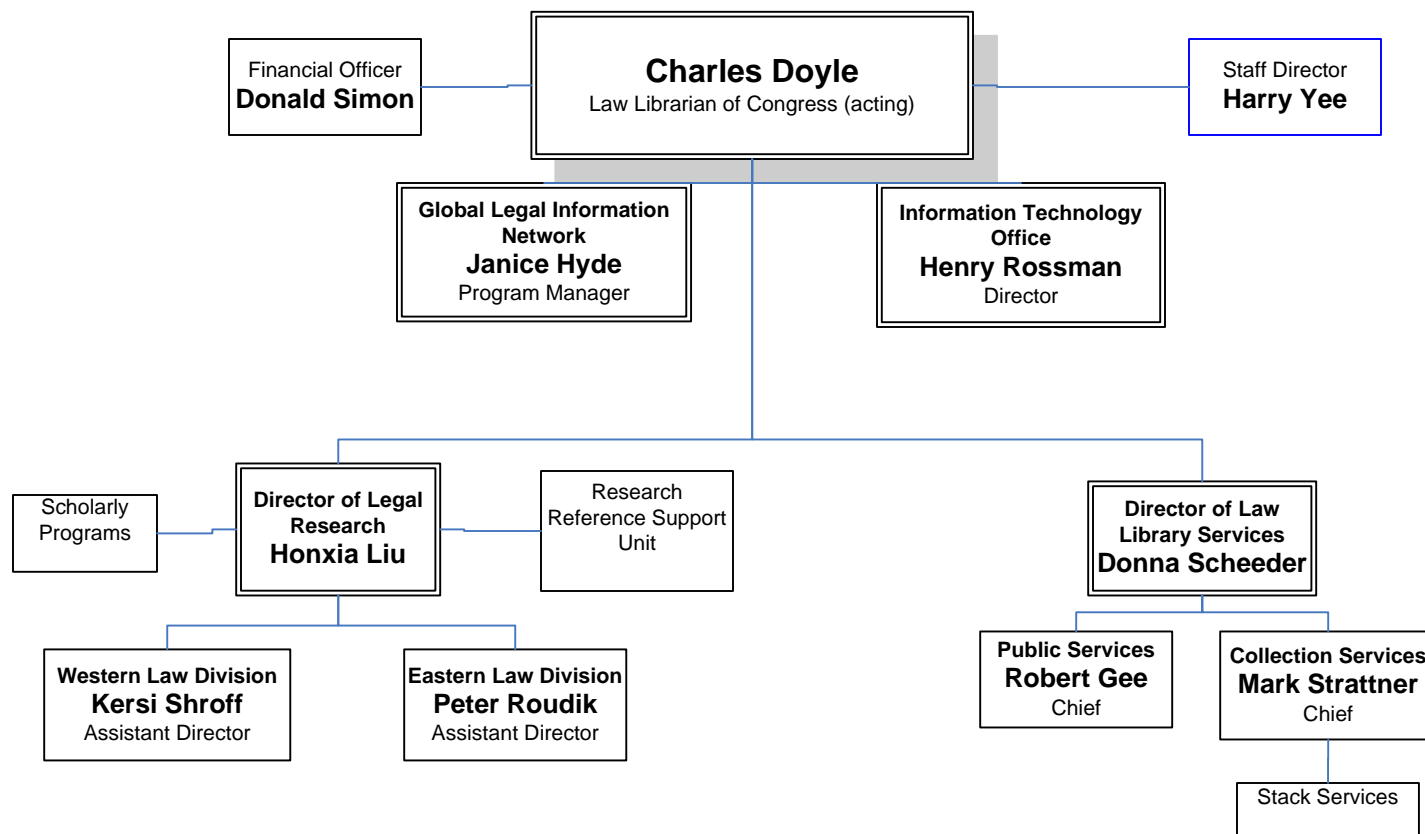 Financial Officer
Donald Simon
Charles Doyle
Law Librarian of Congress (acting)
Staff Director
Harry Yee
Global Legal Information
Network
Janice Hyde
Program Manager
Information Technology
Office
Henry Rossman
Director
Scholarly
Programs
Director of Legal
Research
Honxia Liu
Research
Reference Support
Unit
Director of Law
Library Services
Donna Scheeder
Western Law Division
Kersi Shroff
Assistant Director
Eastern Law Division
Peter Roudik
Assistant Director
Public Services
Robert Gee
Chief
Collection Services
Mark Strattner
Chief
Stack Services